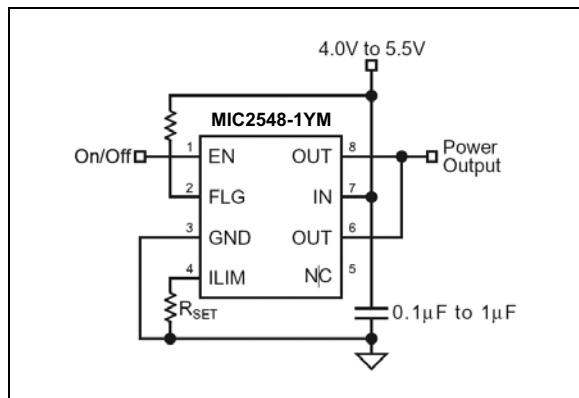 4.0V to 5.5V
MIC2548-1YM
On/Off
1 EN OUT 8
Power
Output
2 FLG IN 7
3 GND OUT 6
4 ILIM N/C 5
RSET
0.1μF to 1μF